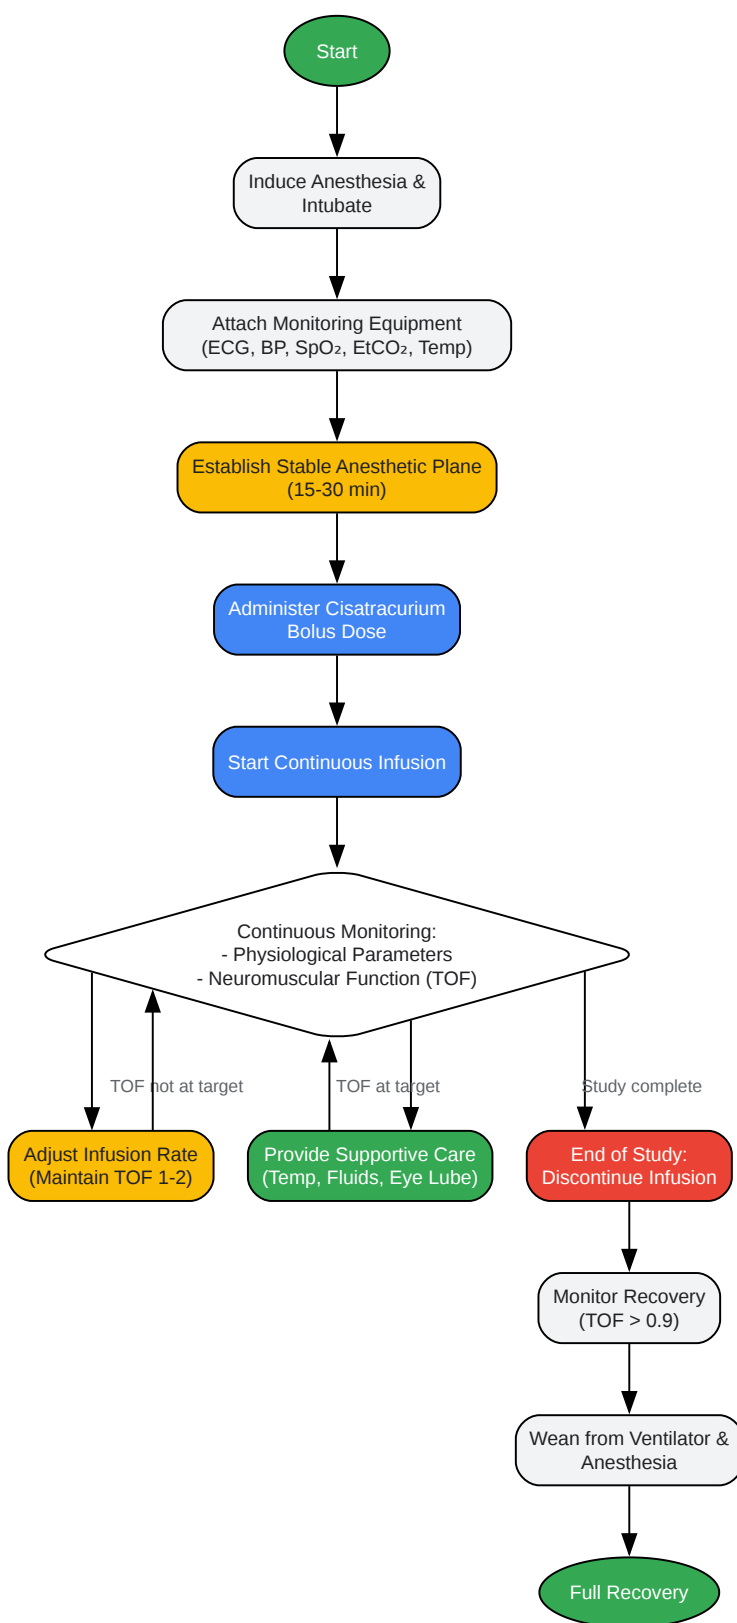 Start
Induce Anesthesia &
Intubate
Attach Monitoring Equipment
(ECG, BP, SpO₂, EtCO₂, Temp)
Establish Stable Anesthetic Plane
(15-30 min)
Administer Cisatracurium
Bolus Dose
Start Continuous Infusion
Continuous Monitoring:
- Physiological Parameters
- Neuromuscular Function (TOF)
TOF not at target
TOF at target
Study complete
Adjust Infusion Rate
(Maintain TOF 1-2)
Provide Supportive Care
(Temp, Fluids, Eye Lube)
End of Study:
Discontinue Infusion
Monitor Recovery
(TOF > 0.9)
Wean from Ventilator &
Anesthesia
Full Recovery